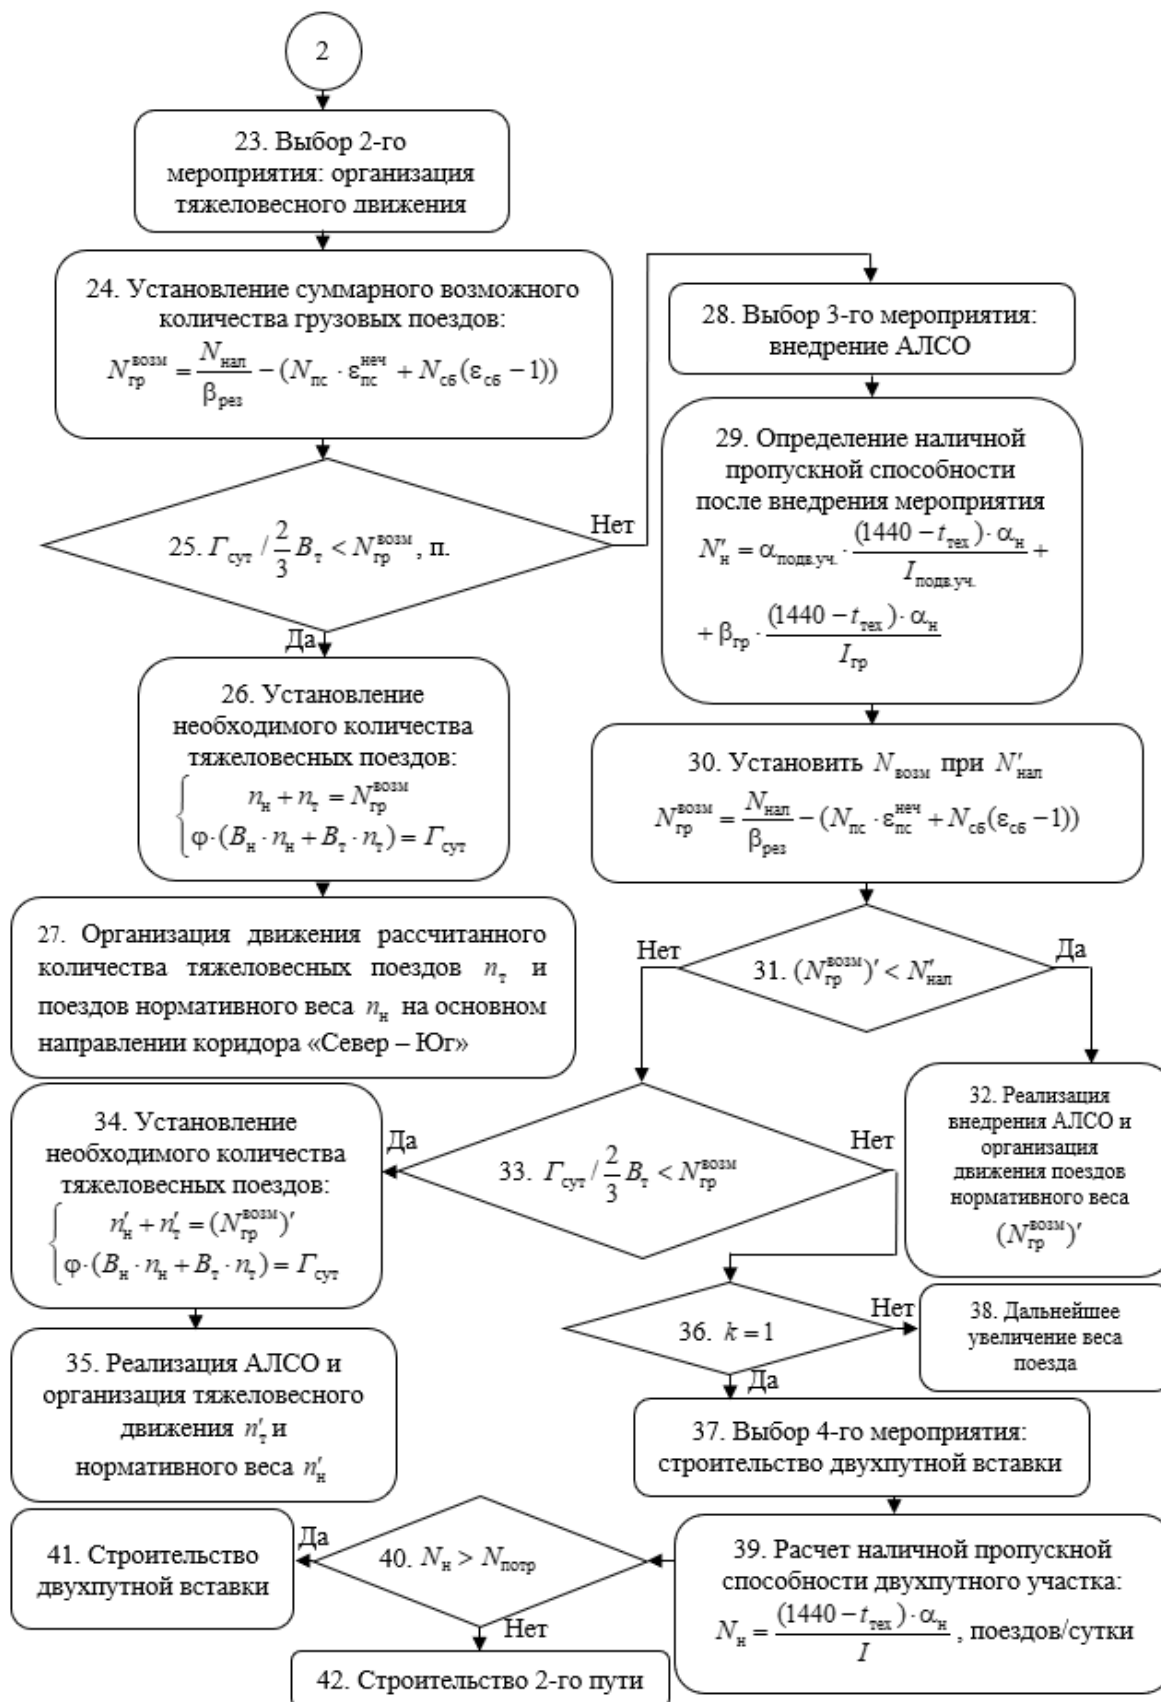 2
23. Выбор 2-го
мероприятия: организация
тяжеловесного движения
24. Установление суммарного возможного
количества грузовых поездов:
N_гр^возм = N_нал / β_рез − (N_пс · ε_пс^неч + N_сб(ε_сб − 1))
25. Г_сут / 2/3 B_т < N_гр^возм, п.
Нет
Да
26. Установление
необходимого количества
тяжеловесных поездов:
{ n_н + n_т = N_гр^возм
φ·(B_н · n_н + B_т · n_т) = Г_сут
27. Организация движения рассчитанного
количества тяжеловесных поездов n_т и
поездов нормативного веса n_н на основном
направлении коридора «Север – Юг»
28. Выбор 3-го мероприятия:
внедрение АЛСО
29. Определение наличной
пропускной способности
после внедрения мероприятия
N′_н = α_подв.уч. · (1440 − t_тех) · α_н / I_подв.уч. +
+ β_гр · (1440 − t_тех) · α_н / I_гр
30. Установить N_возм при N′_нал
N_гр^возм = N_нал / β_рез − (N_пс · ε_пс^неч + N_сб(ε_сб − 1))
31. (N_гр^возм)′ < N′_нал
Нет
Да
32. Реализация
внедрения АЛСО и
организация
движения поездов
нормативного веса
(N_гр^возм)′
33. Г_сут / 2/3 B_т < N_гр^возм
Да
Нет
34. Установление
необходимого количества
тяжеловесных поездов:
{ n′_н + n′_т = (N_гр^возм)′
φ·(B_н · n_н + B_т · n_т) = Г_сут
35. Реализация АЛСО и
организация тяжеловесного
движения n′_т и
нормативного веса n′_н
36. k = 1
Нет
Да
38. Дальнейшее
увеличение веса
поезда
37. Выбор 4-го мероприятия:
строительство двухпутной вставки
39. Расчет наличной пропускной
способности двухпутного участка:
N_н = (1440 − t_тех) · α_н / I , поездов/сутки
40. N_н > N_потр
Да
Нет
41. Строительство
двухпутной вставки
42. Строительство 2-го пути